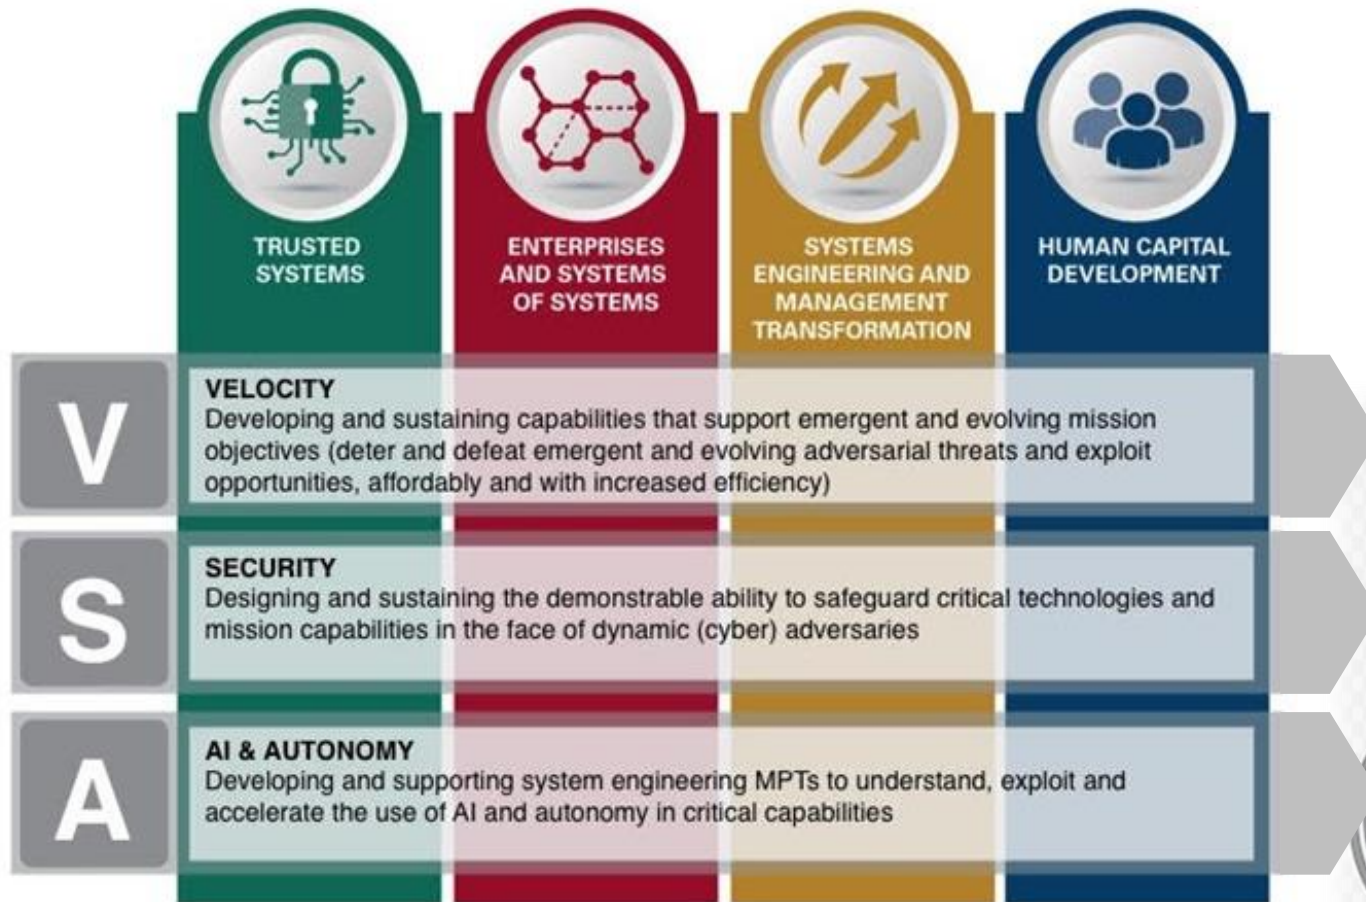 TRUSTED
SYSTEMS
ENTERPRISES
AND SYSTEMS
OF SYSTEMS
SYSTEMS
ENGINEERING AND
MANAGEMENT
TRANSFORMATION
HUMAN CAPITAL
DEVELOPMENT
V
VELOCITY
Developing and sustaining capabilities that support emergent and evolving mission
objectives (deter and defeat emergent and evolving adversarial threats and exploit
opportunities, affordably and with increased efficiency)
S
SECURITY
Designing and sustaining the demonstrable ability to safeguard critical technologies and
mission capabilities in the face of dynamic (cyber) adversaries
A
AI & AUTONOMY
Developing and supporting system engineering MPTs to understand, exploit and
accelerate the use of AI and autonomy in critical capabilities